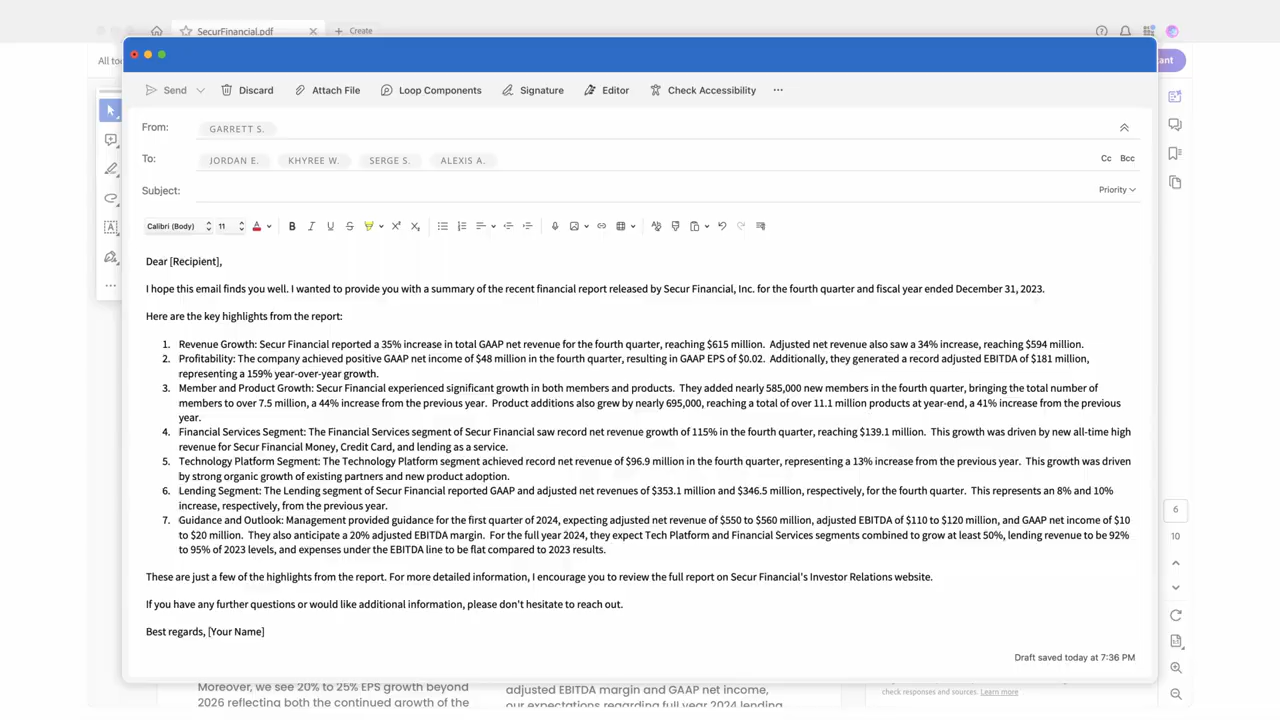 SecurFinancial.pdf
Create
All to
Send
Discard
Attach File
Loop Components
Signature
Editor
Check Accessibility
From:
GARRETT S.
To:
JORDAN E. KHYREE W. SERGE S. ALEXIS A.
Cc Bcc
Subject:
Priority
Calibri (Body) 11
Dear [Recipient],
I hope this email finds you well. I wanted to provide you with a summary of the recent financial report released by Secur Financial, Inc. for the fourth quarter and fiscal year ended December 31, 2023.
Here are the key highlights from the report:
1. Revenue Growth: Secur Financial reported a 35% increase in total GAAP net revenue for the fourth quarter, reaching $615 million. Adjusted net revenue also saw a 34% increase, reaching $594 million.
2. Profitability: The company achieved positive GAAP net income of $48 million in the fourth quarter, resulting in GAAP EPS of $0.02. Additionally, they generated a record adjusted EBITDA of $181 million,
representing a 159% year-over-year growth.
3. Member and Product Growth: Secur Financial experienced significant growth in both members and products. They added nearly 585,000 new members in the fourth quarter, bringing the total number of
members to over 7.5 million, a 44% increase from the previous year. Product additions also grew by nearly 695,000, reaching a total of over 11.1 million products at year-end, a 41% increase from the previous
year.
4. Financial Services Segment: The Financial Services segment of Secur Financial saw record net revenue growth of 115% in the fourth quarter, reaching $139.1 million. This growth was driven by new all-time high
revenue for Secur Financial Money, Credit Card, and lending as a service.
5. Technology Platform Segment: The Technology Platform segment achieved record net revenue of $96.9 million in the fourth quarter, representing a 13% increase from the previous year. This growth was driven
by strong organic growth of existing partners and new product adoption.
6. Lending Segment: The Lending segment of Secur Financial reported GAAP and adjusted net revenues of $353.1 million and $346.5 million, respectively, for the fourth quarter. This represents an 8% and 10%
increase, respectively, from the previous year.
7. Guidance and Outlook: Management provided guidance for the first quarter of 2024, expecting adjusted net revenue of $550 to $560 million, adjusted EBITDA of $110 to $120 million, and GAAP net income of $10
to $20 million. They also anticipate a 20% adjusted EBITDA margin. For the full year 2024, they expect Tech Platform and Financial Services segments combined to grow at least 50%, lending revenue to be 92%
to 95% of 2023 levels, and expenses under the EBITDA line to be flat compared to 2023 results.
These are just a few of the highlights from the report. For more detailed information, I encourage you to review the full report on Secur Financial's Investor Relations website.
If you have any further questions or would like additional information, please don't hesitate to reach out.
Best regards, [Your Name]
Draft saved today at 7:36 PM
6
10
Moreover, we see 20% to 25% EPS growth beyond
2026 reflecting both the continued growth of the
adjusted EBITDA margin and GAAP net income,
our expectations regarding full year 2024 lending
check responses and sources. Learn more